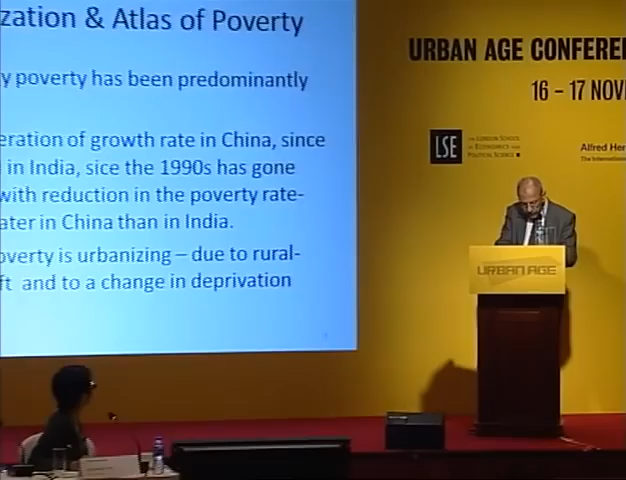 zation & Atlas of Poverty
y poverty has been predominantly
eration of growth rate in China, since
in India, sice the 1990s has gone
with reduction in the poverty rate-
ater in China than in India.
overty is urbanizing – due to rural-
ft and to a change in deprivation
URBAN AGE CONFEREN
16 – 17 NOV
LSE
THE LONDON SCHOOL
OF ECONOMICS AND
POLITICAL SCIENCE
Alfred Her
The International
URBAN AGE